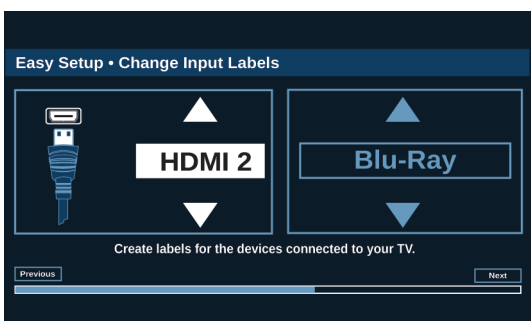 Easy Setup • Change Input Labels
HDMI 2
Blu-Ray
Create labels for the devices connected to your TV.
Previous
Next